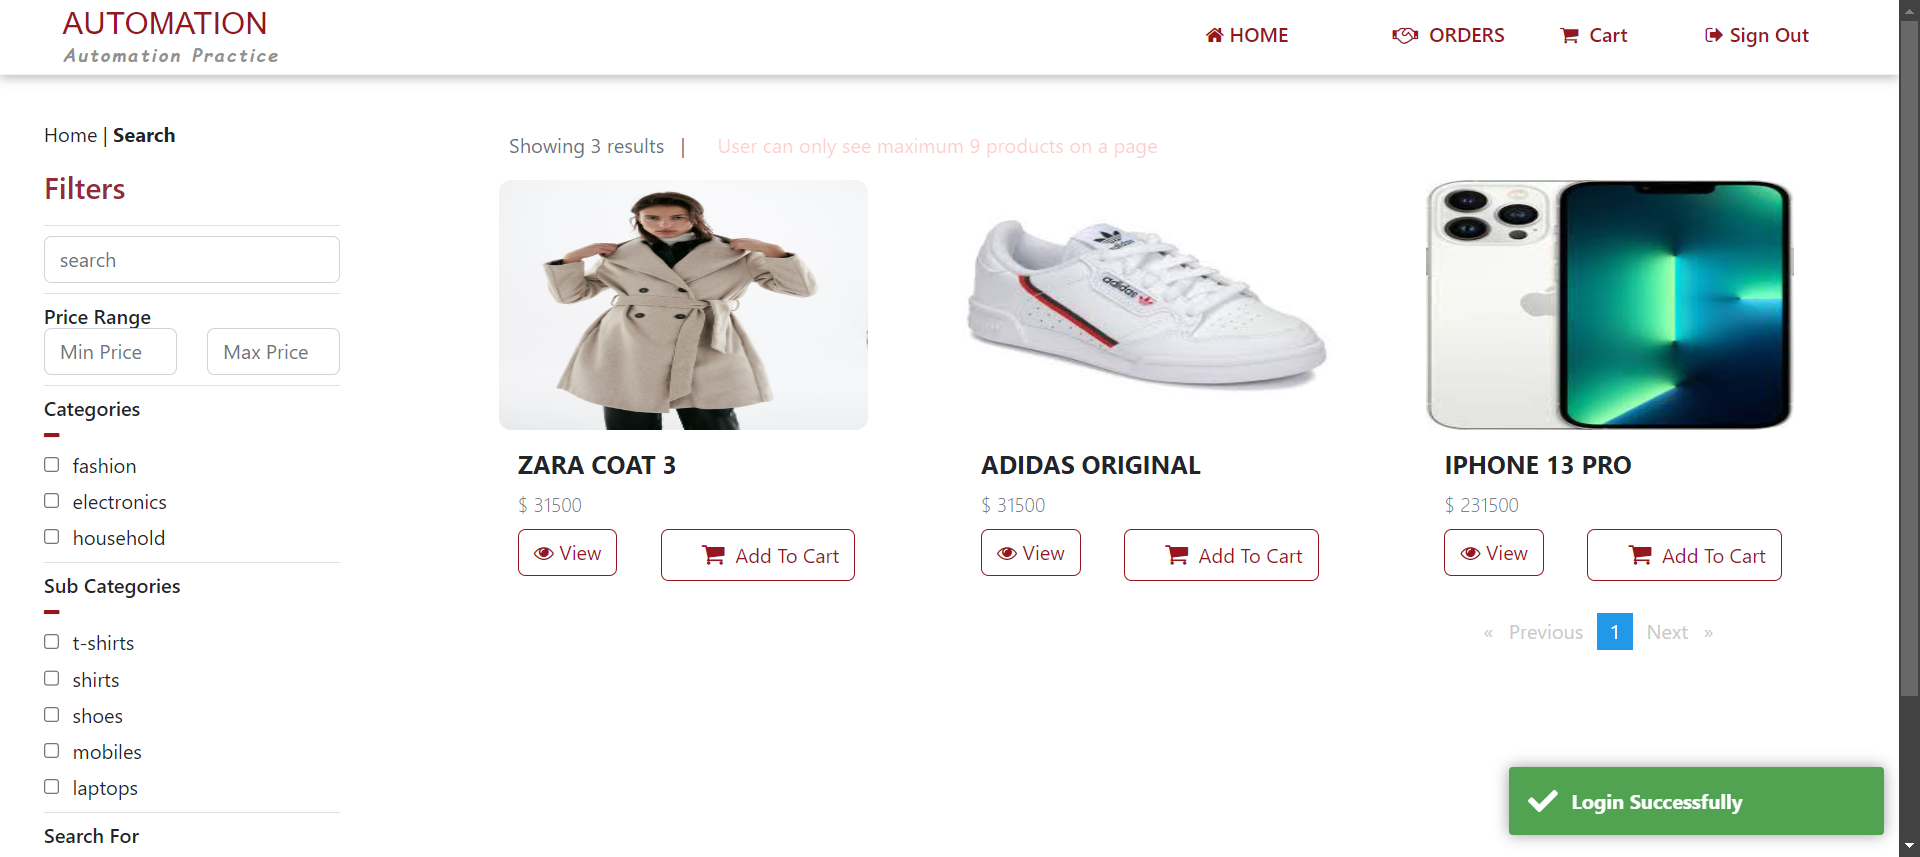 AUTOMATION
Automation Practice
HOME
ORDERS
Cart
Sign Out
Home | Search
Filters
search
Price Range
Min Price
Max Price
Categories
fashion
electronics
household
Sub Categories
t-shirts
shirts
shoes
mobiles
laptops
Search For
Showing 3 results |
User can only see maximum 9 products on a page
adidas
adidas
ZARA COAT 3
$ 31500
View
Add To Cart
ADIDAS ORIGINAL
$ 31500
View
Add To Cart
IPHONE 13 PRO
$ 231500
View
Add To Cart
« Previous 1 Next »
Login Successfully